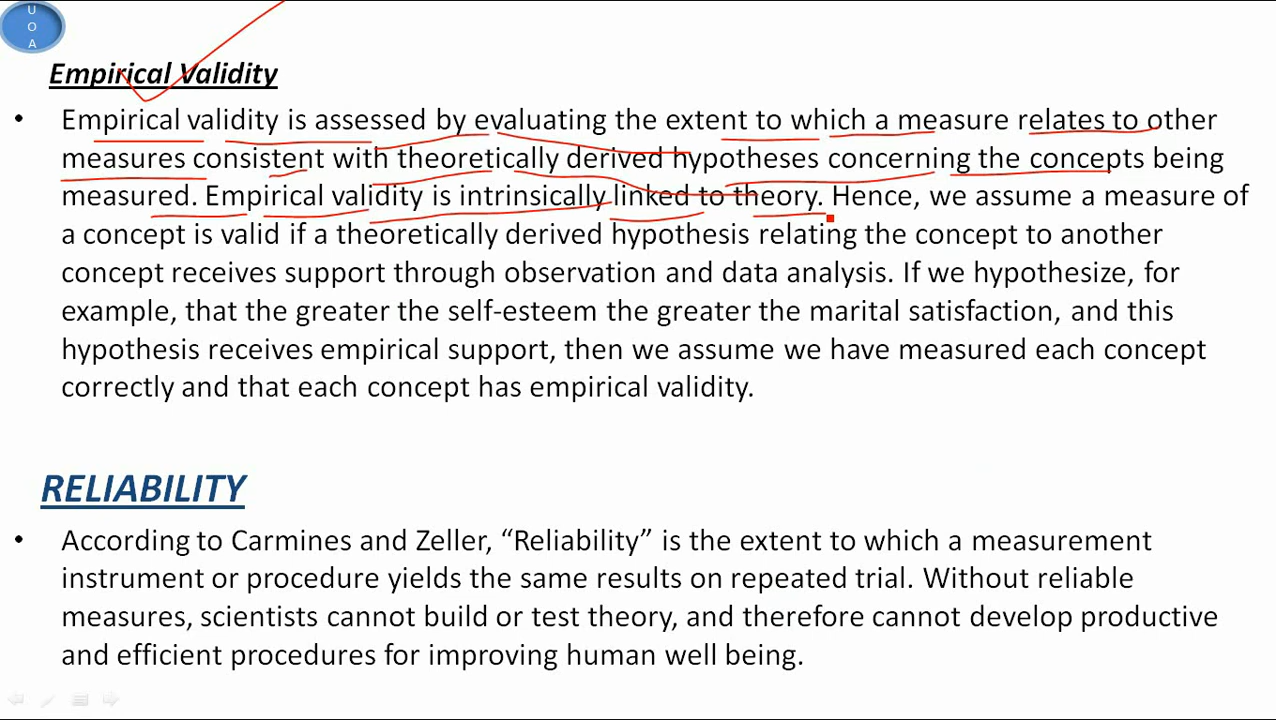 U
O
A
Empirical Validity
• Empirical validity is assessed by evaluating the extent to which a measure relates to other
measures consistent with theoretically derived hypotheses concerning the concepts being
measured. Empirical validity is intrinsically linked to theory. Hence, we assume a measure of
a concept is valid if a theoretically derived hypothesis relating the concept to another
concept receives support through observation and data analysis. If we hypothesize, for
example, that the greater the self-esteem the greater the marital satisfaction, and this
hypothesis receives empirical support, then we assume we have measured each concept
correctly and that each concept has empirical validity.
RELIABILITY
• According to Carmines and Zeller, “Reliability” is the extent to which a measurement
instrument or procedure yields the same results on repeated trial. Without reliable
measures, scientists cannot build or test theory, and therefore cannot develop productive
and efficient procedures for improving human well being.